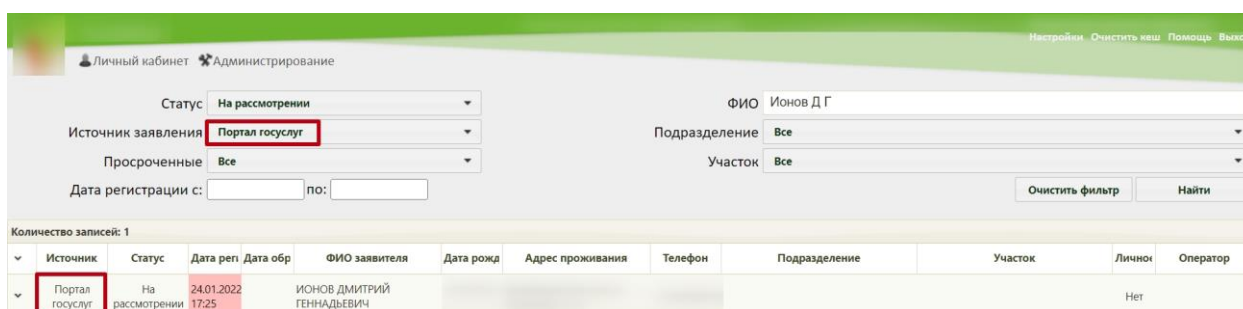 Настройки Очистить кеш Помощь Выхо
Личный кабинет Администрирование
Статус На рассмотрении ФИО Ионов Д Г
Источник заявления Портал госуслуг Подразделение Все
Просроченные Все Участок Все
Дата регистрации с: по: Очистить фильтр Найти
Количество записей: 1
Источник Статус Дата реги Дата обр ФИО заявителя Дата рожд Адрес проживания Телефон Подразделение Участок Личное Оператор
Портал На 24.01.2022 ИОНОВ ДМИТРИЙ Нет
госуслуг рассмотрении 17:25 ГЕННАДЬЕВИЧ